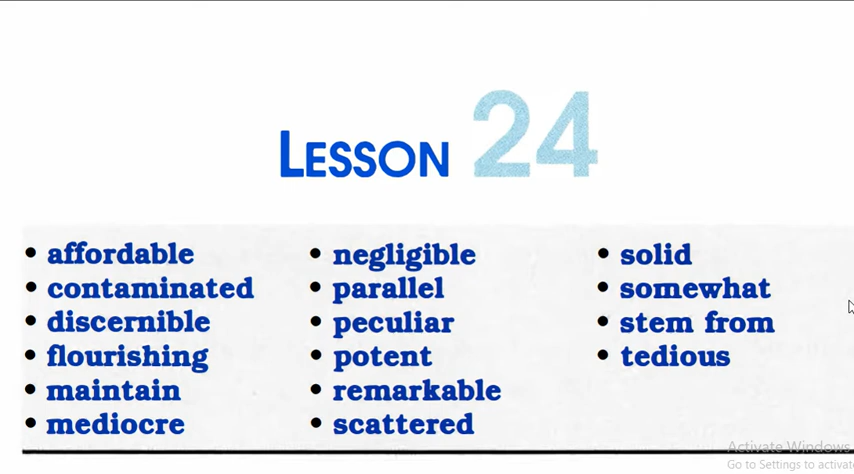 LESSON 24
• affordable
• contaminated
• discernible
• flourishing
• maintain
• mediocre
• negligible
• parallel
• peculiar
• potent
• remarkable
• scattered
• solid
• somewhat
• stem from
• tedious
Activate Windows
Go to Settings to activate